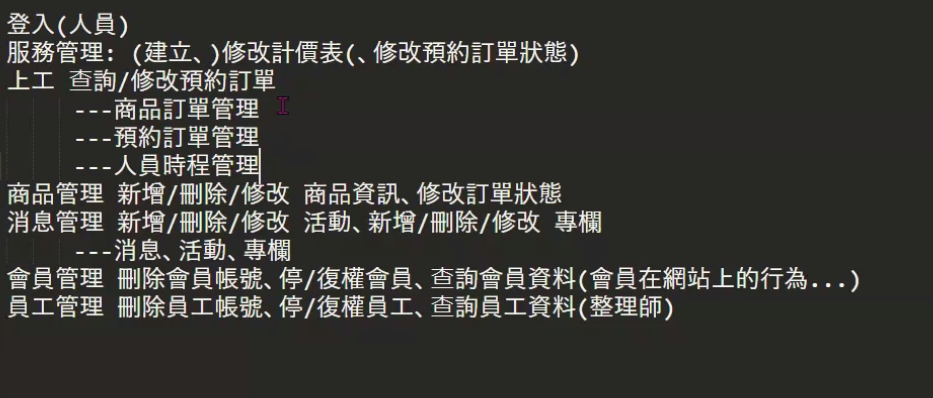 登入(人員)
服務管理: (建立、)修改計價表(、修改預約訂單狀態)
上工 查詢/修改預約訂單
---商品訂單管理
---預約訂單管理
---人員時程管理
商品管理 新增/刪除/修改 商品資訊、修改訂單狀態
消息管理 新增/刪除/修改 活動、新增/刪除/修改 專欄
---消息、活動、專欄
會員管理 刪除會員帳號、停/復權會員、查詢會員資料(會員在網站上的行為...)
員工管理 刪除員工帳號、停/復權員工、查詢員工資料(整理師)